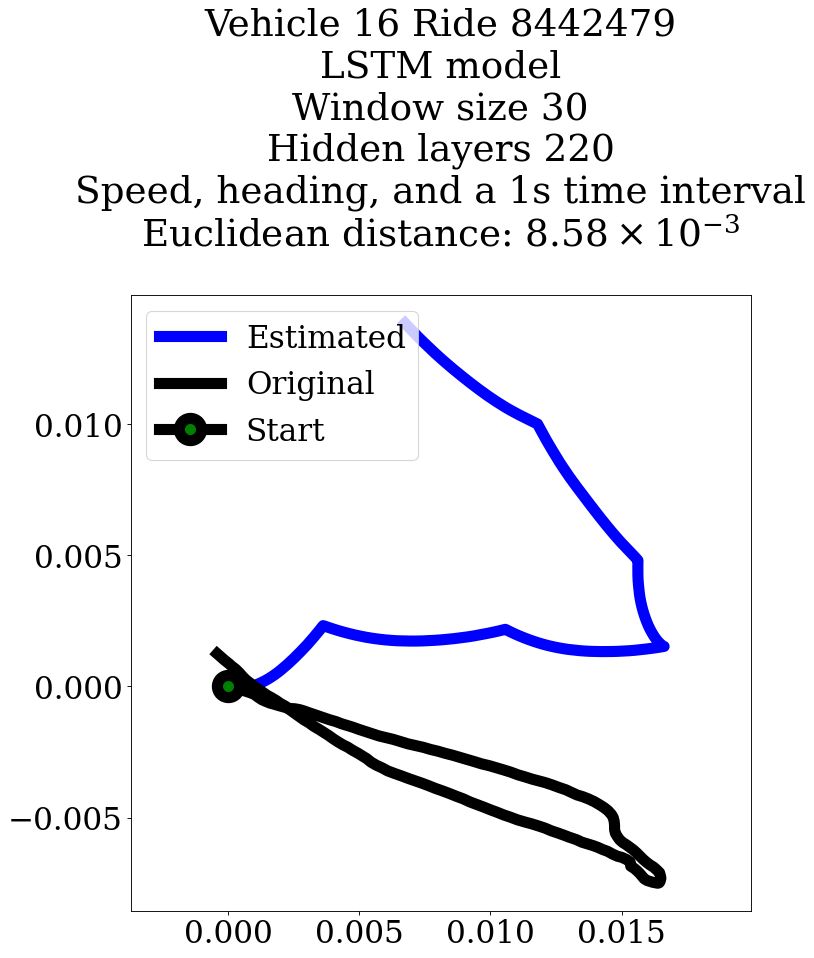 Vehicle 16 Ride 8442479
LSTM model
Window size 30
Hidden layers 220
Speed, heading, and a 1s time interval
Euclidean distance: 8.58 × 10⁻³
Estimated
Original
Start
0.010
0.005
0.000
−0.005
0.000 0.005 0.010 0.015